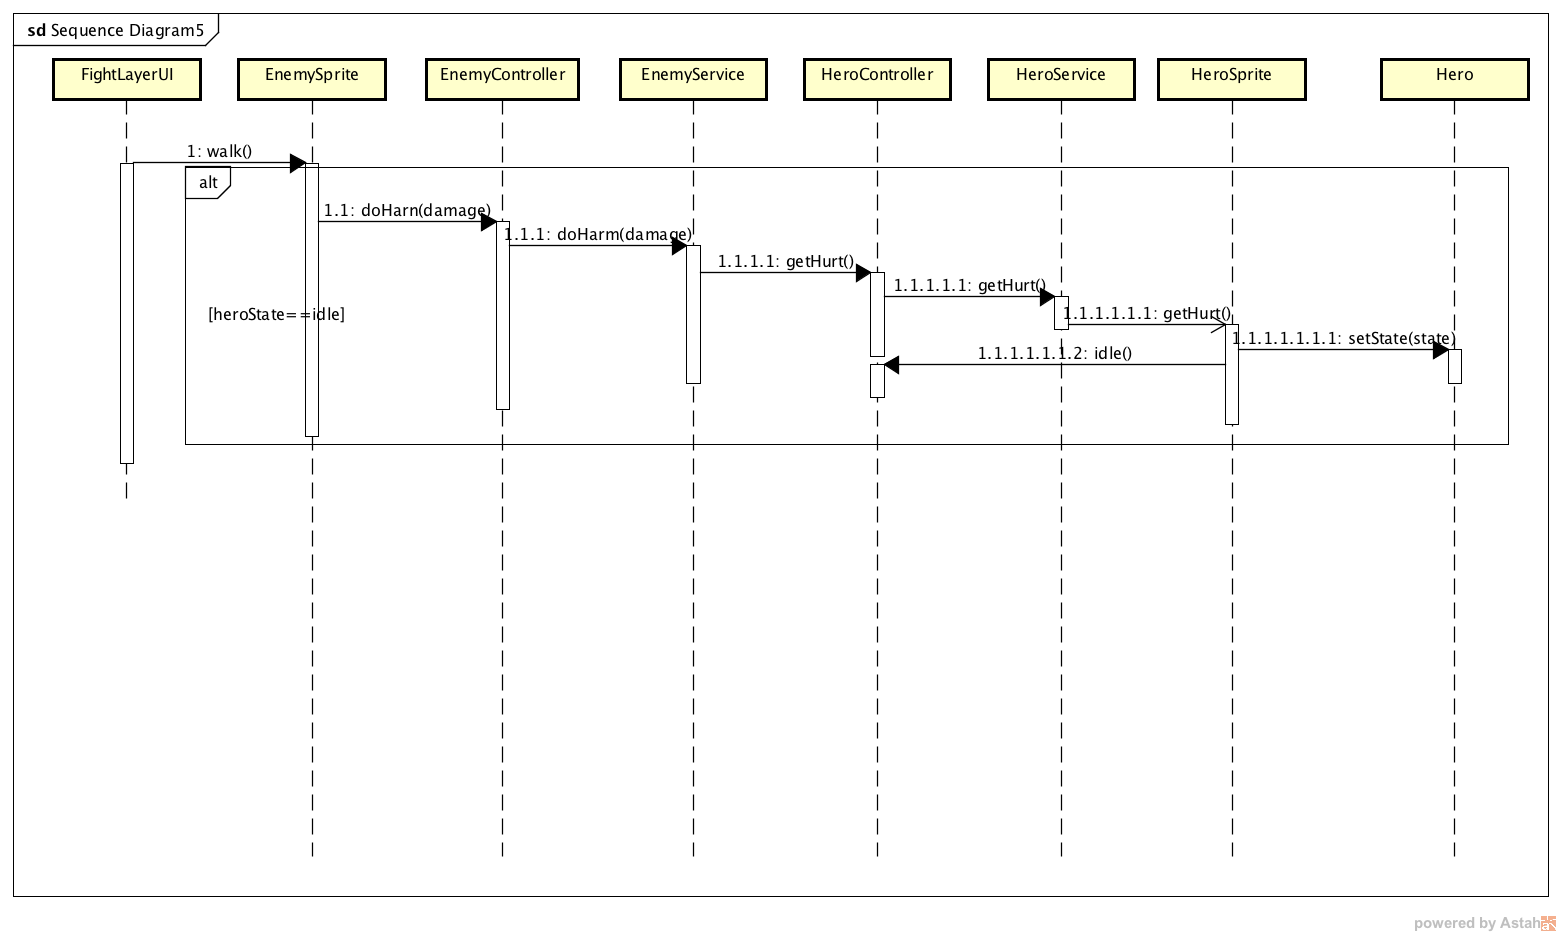 sd Sequence Diagram5
FightLayerUI
EnemySprite
EnemyController
EnemyService
HeroController
HeroService
HeroSprite
Hero
1: walk()
alt
1.1: doHarn(damage)
1.1.1: doHarm(damage)
1.1.1.1: getHurt()
1.1.1.1.1: getHurt()
[heroState==idle]
1.1.1.1.1.1: getHurt()
1.1.1.1.1.1.1: setState(state)
1.1.1.1.1.1.2: idle()
powered by Astah